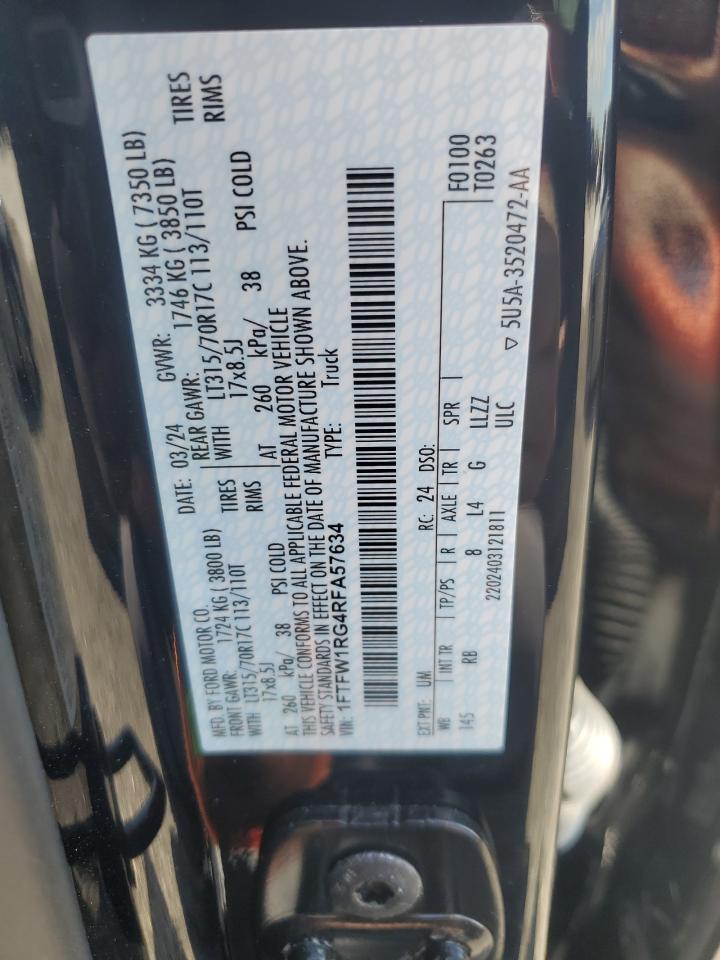 MFD. BY FORD MOTOR CO. DATE: 03/24 GVWR: 3334 KG ( 7350 LB)
FRONT GAWR: 1724 KG ( 3800 LB) REAR GAWR: 1746 KG ( 3850 LB)
WITH LT315/70R17C 113/110T TIRES WITH LT315/70R17C 113/110T TIRES
17x8.5J RIMS 17x8.5J RIMS
AT 260 kPa/ 38 PSI COLD AT 260 kPa/ 38 PSI COLD
THIS VEHICLE CONFORMS TO ALL APPLICABLE FEDERAL MOTOR VEHICLE
SAFETY STANDARDS IN EFFECT ON THE DATE OF MANUFACTURE SHOWN ABOVE.
VIN: 1FTFW1RG4RFA57634 TYPE: Truck
EXT PNT: UM RC: 24 DSO: F0100
WB INT TR TP/PS R AXLE TR SPR T0263
145 RB 8 L4 G LLZZ
2202403121811 ULC ▽ 5U5A-3520472-AA